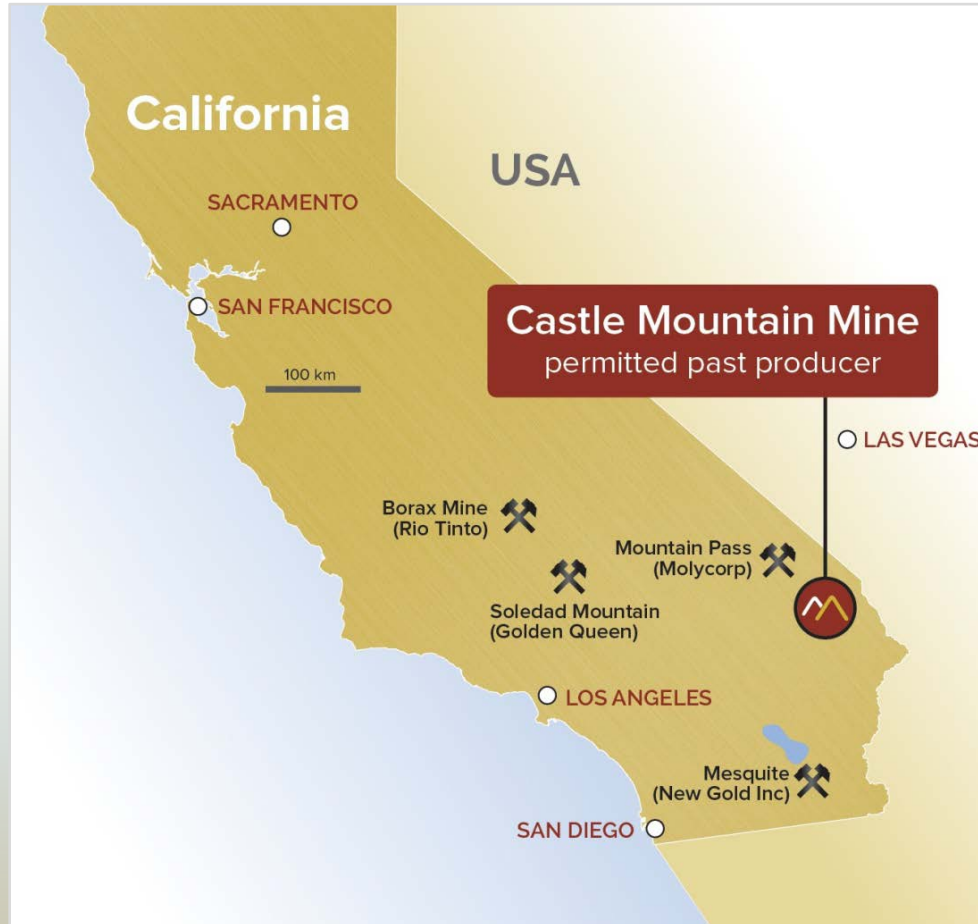 California
USA
SACRAMENTO
SAN FRANCISCO
100 km
Castle Mountain Mine
permitted past producer
LAS VEGAS
Borax Mine
(Rio Tinto)
Mountain Pass
(Molycorp)
Soledad Mountain
(Golden Queen)
LOS ANGELES
Mesquite
(New Gold Inc)
SAN DIEGO